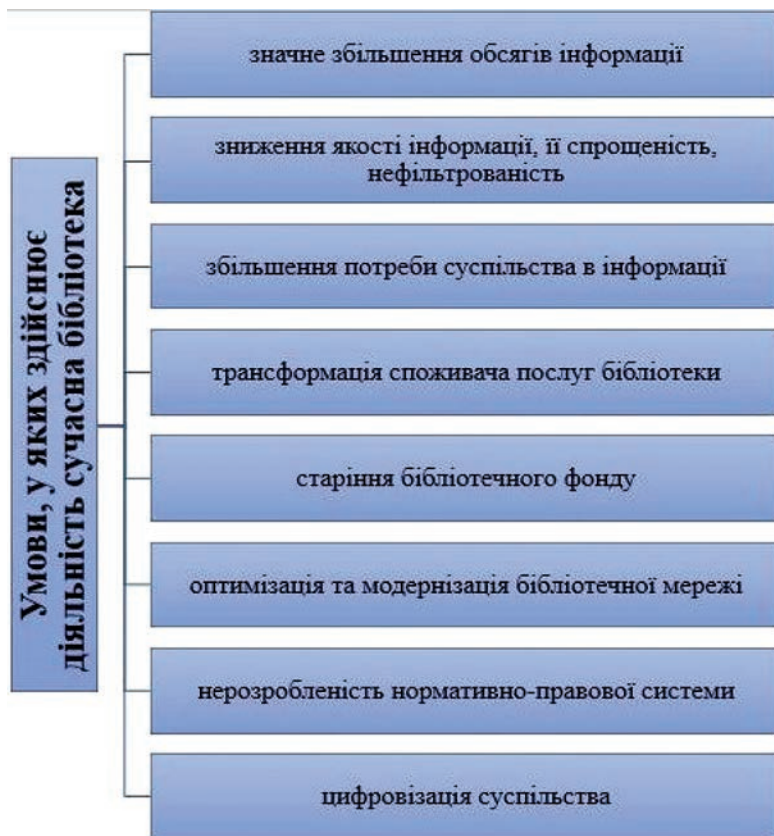 Умови, у яких здійснює
діяльність сучасна бібліотека
значне збільшення обсягів інформації
зниження якості інформації, її спрощеність,
нефільтрованість
збільшення потреби суспільства в інформації
трансформація споживача послуг бібліотеки
старіння бібліотечного фонду
оптимізація та модернізація бібліотечної мережі
нерозробленість нормативно-правової системи
цифровізація суспільства